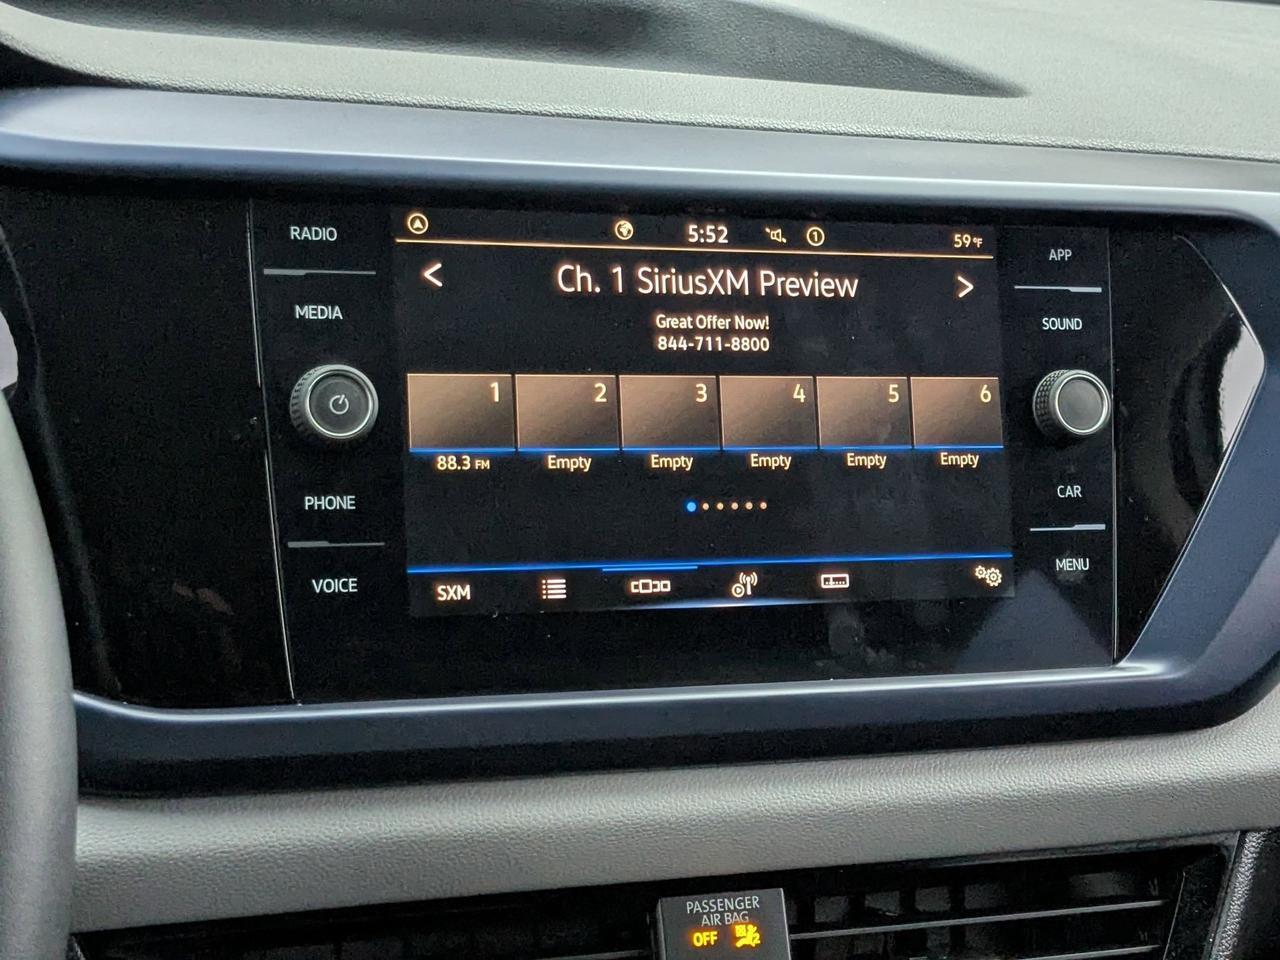 RADIO
MEDIA
PHONE
VOICE
5:52
1
59°F
< Ch. 1 SiriusXM Preview >
Great Offer Now!
844-711-8800
1 2 3 4 5 6
88.3 FM Empty Empty Empty Empty Empty
SXM
APP
SOUND
CAR
MENU
PASSENGER
AIR BAG
OFF